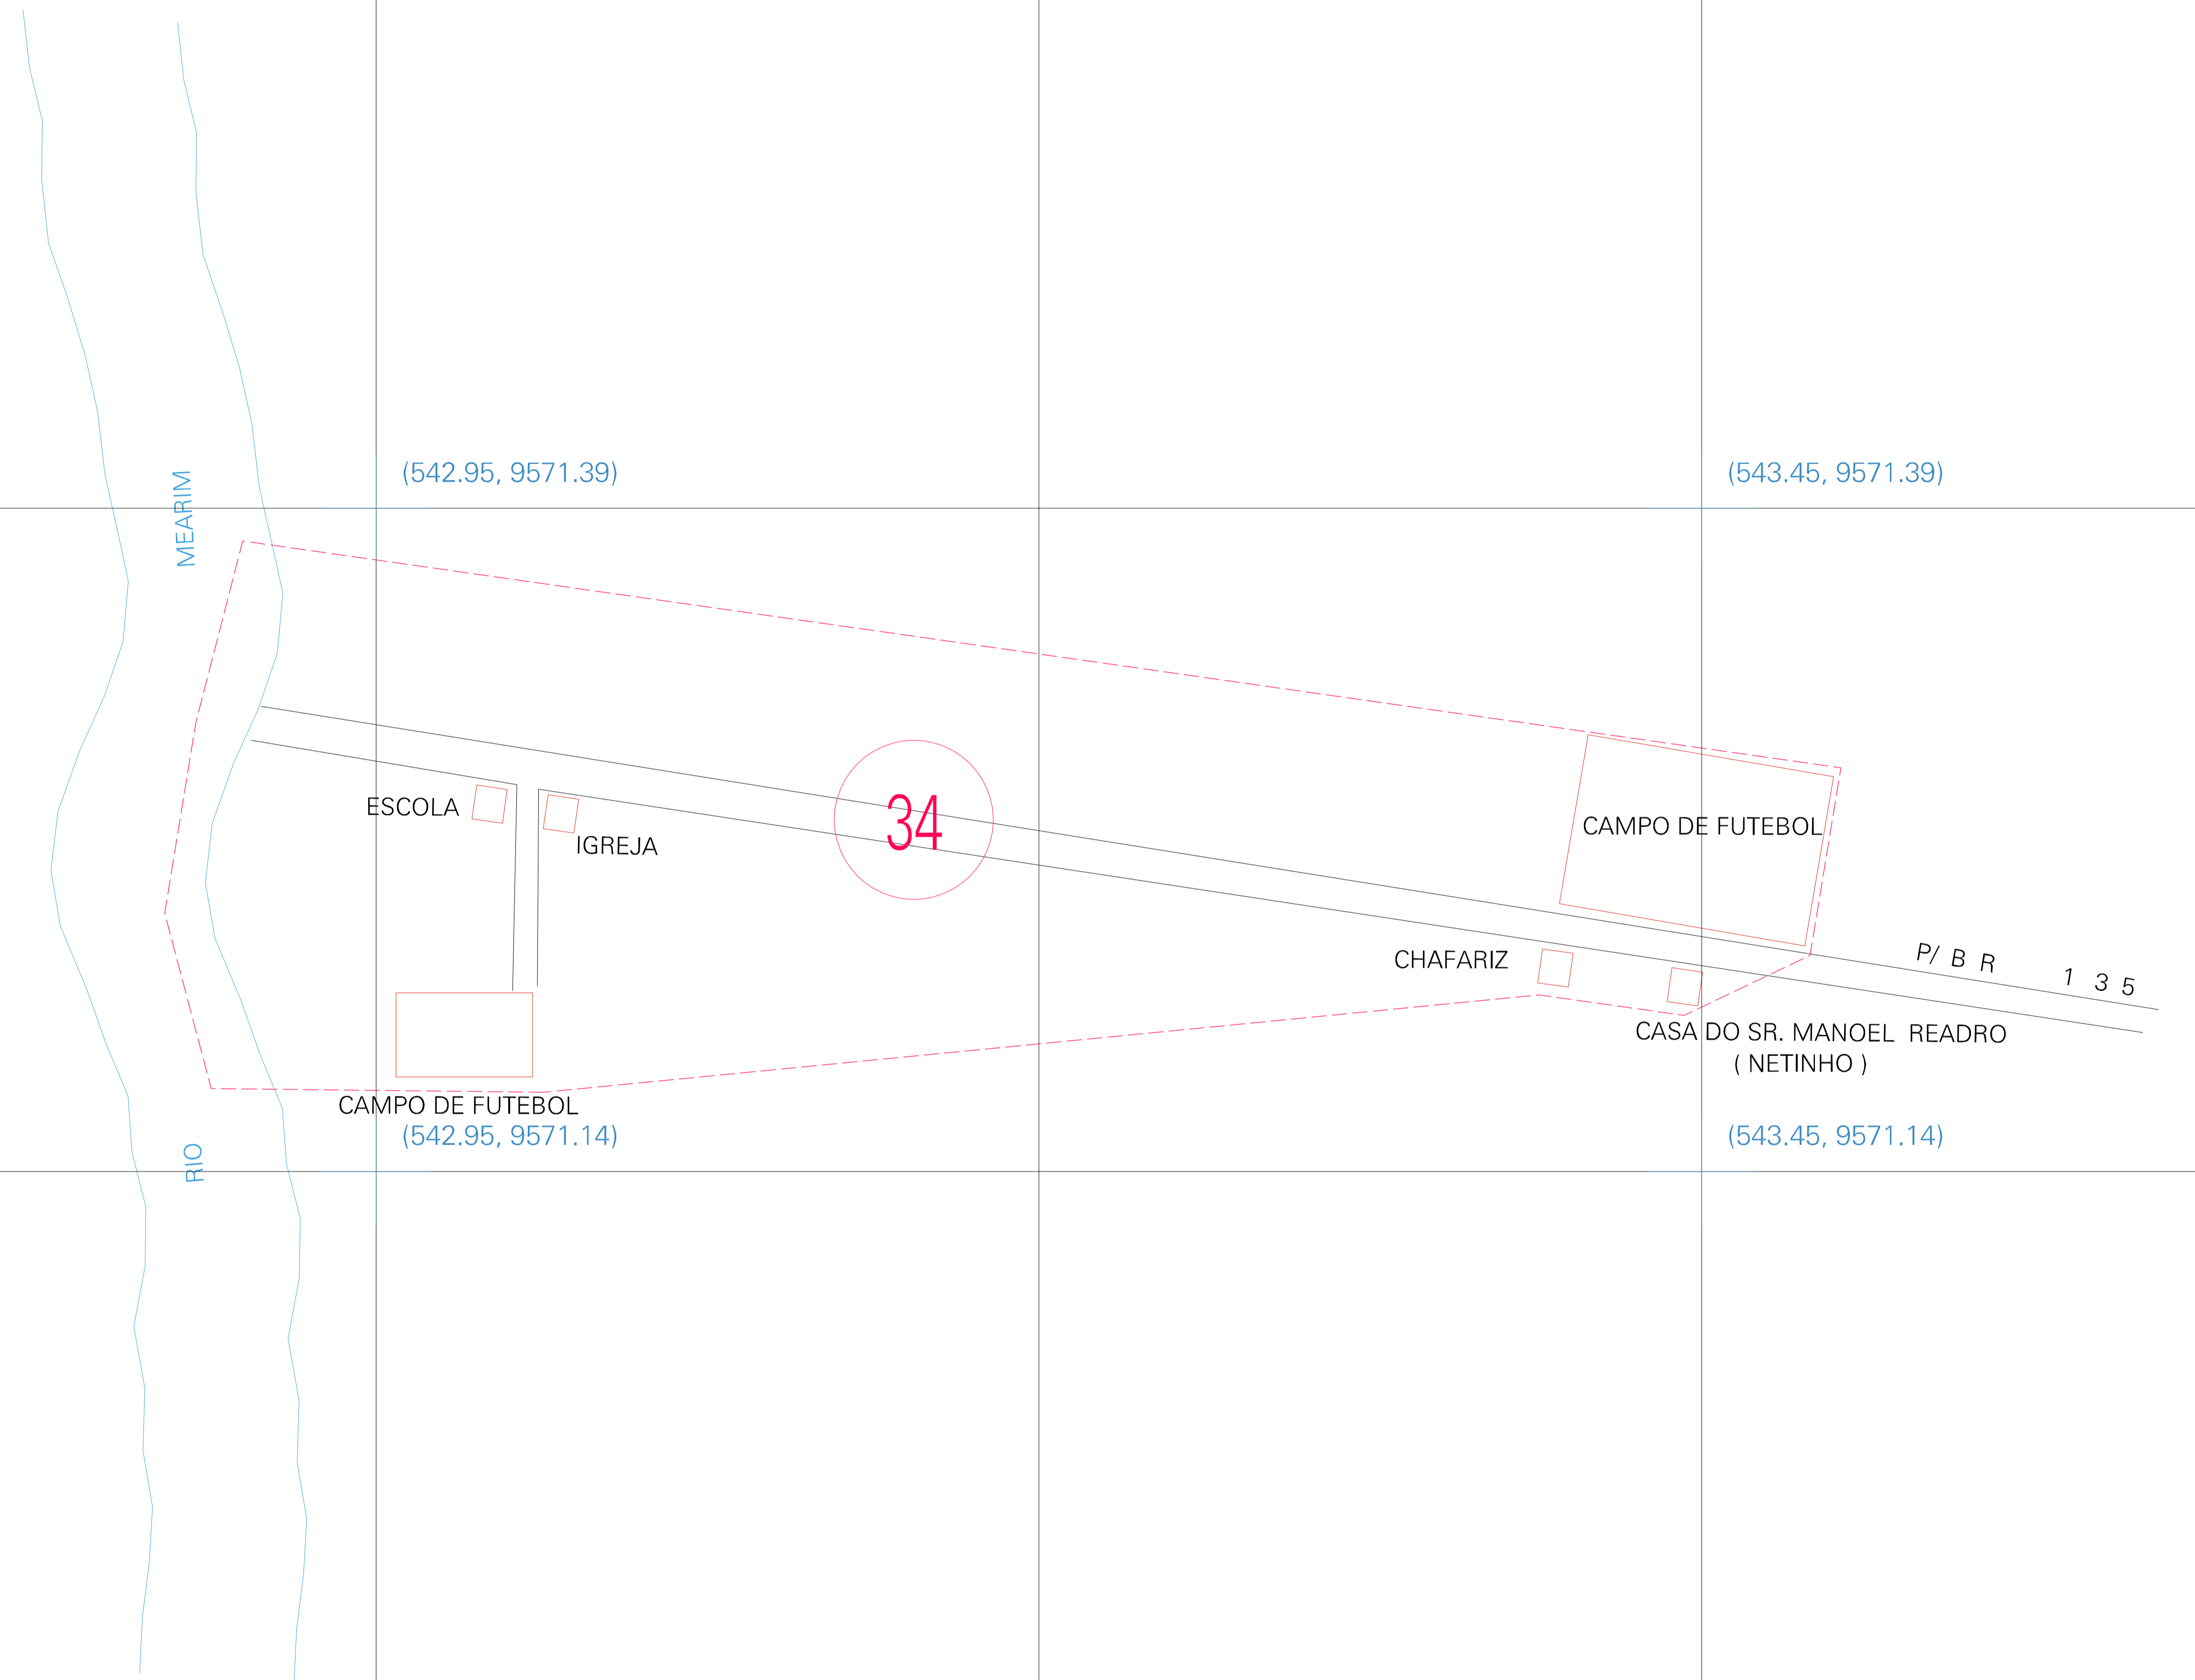 (542.95, 9571.39)
(543.45, 9571.39)
MEARIM
34
ESCOLA
IGREJA
CAMPO DE FUTEBOL
CHAFARIZ
P/ B R 1 3 5
CASA DO SR. MANOEL READRO
( NETINHO )
CAMPO DE FUTEBOL
(542.95, 9571.14)
(543.45, 9571.14)
RIO